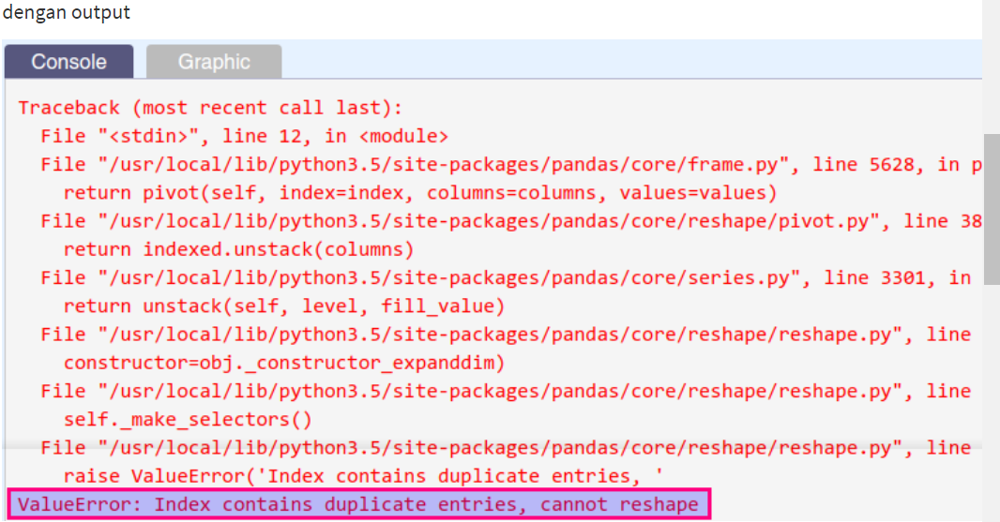 dengan output
Console
Graphic
Traceback (most recent call last):
File "<stdin>", line 12, in <module>
File "/usr/local/lib/python3.5/site-packages/pandas/core/frame.py", line 5628, in p
return pivot(self, index=index, columns=columns, values=values)
File "/usr/local/lib/python3.5/site-packages/pandas/core/reshape/pivot.py", line 38
return indexed.unstack(columns)
File "/usr/local/lib/python3.5/site-packages/pandas/core/series.py", line 3301, in
return unstack(self, level, fill_value)
File "/usr/local/lib/python3.5/site-packages/pandas/core/reshape/reshape.py", line
constructor=obj._constructor_expanddim)
File "/usr/local/lib/python3.5/site-packages/pandas/core/reshape/reshape.py", line
self._make_selectors()
File "/usr/local/lib/python3.5/site-packages/pandas/core/reshape/reshape.py", line
raise ValueError('Index contains duplicate entries, '
ValueError: Index contains duplicate entries, cannot reshape